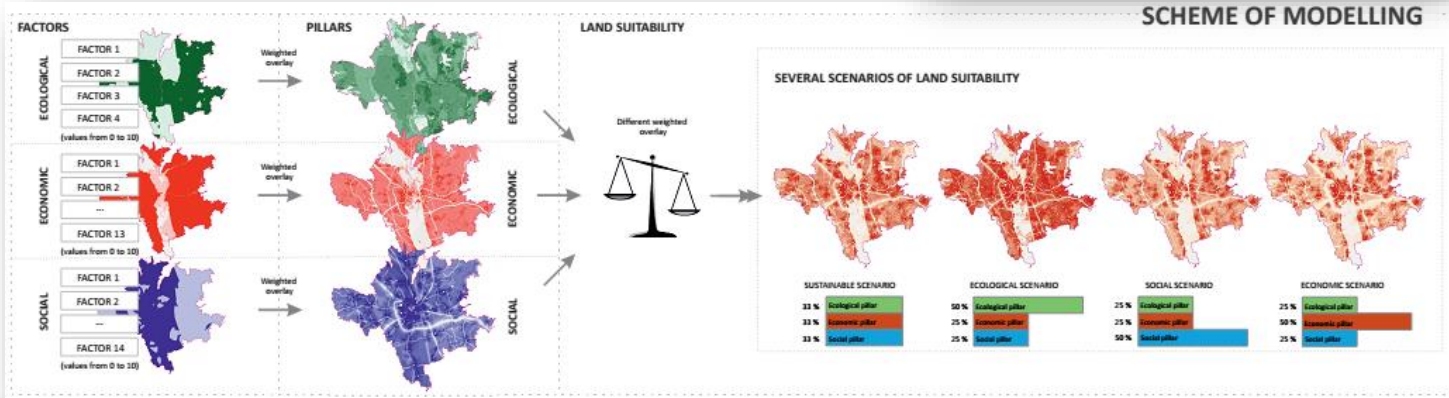 SCHEME OF MODELLING
FACTORS
ECOLOGICAL
FACTOR 1
FACTOR 2
FACTOR 3
FACTOR 4
(values from 0 to 10)
ECONOMIC
FACTOR 1
FACTOR 2
---
FACTOR 13
(values from 0 to 10)
SOCIAL
FACTOR 1
FACTOR 2
---
FACTOR 14
(values from 0 to 10)
Weighted
overlay
Weighted
overlay
Weighted
overlay
PILLARS
ECOLOGICAL
ECONOMIC
SOCIAL
LAND SUITABILITY
Different weighted
overlay
SEVERAL SCENARIOS OF LAND SUITABILITY
SUSTAINABLE SCENARIO
33 % Ecological pillar
33 % Economic pillar
33 % Social pillar
ECOLOGICAL SCENARIO
50 % Ecological pillar
25 % Economic pillar
25 % Social pillar
SOCIAL SCENARIO
25 % Ecological pillar
25 % Economic pillar
50 % Social pillar
ECONOMIC SCENARIO
25 % Ecological pillar
50 % Economic pillar
25 % Social pillar